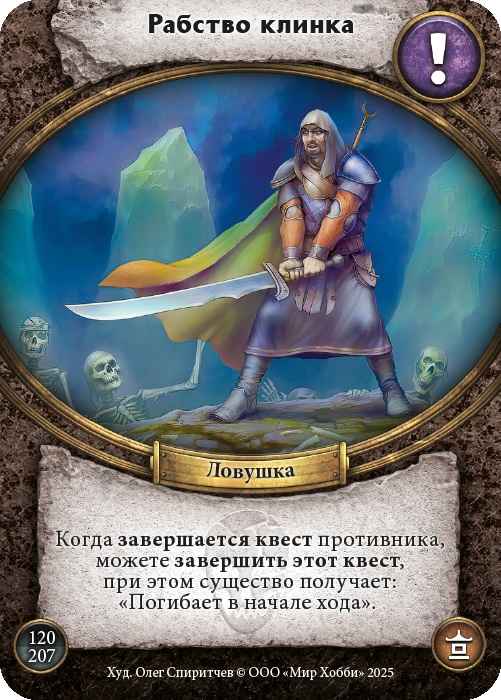 Рабство клинка
!
Ловушка
Когда завершается квест противника,
можете завершить этот квест,
при этом существо получает:
«Погибает в начале хода».
120
207
Худ. Олег Спиритчев © ООО «Мир Хобби» 2025